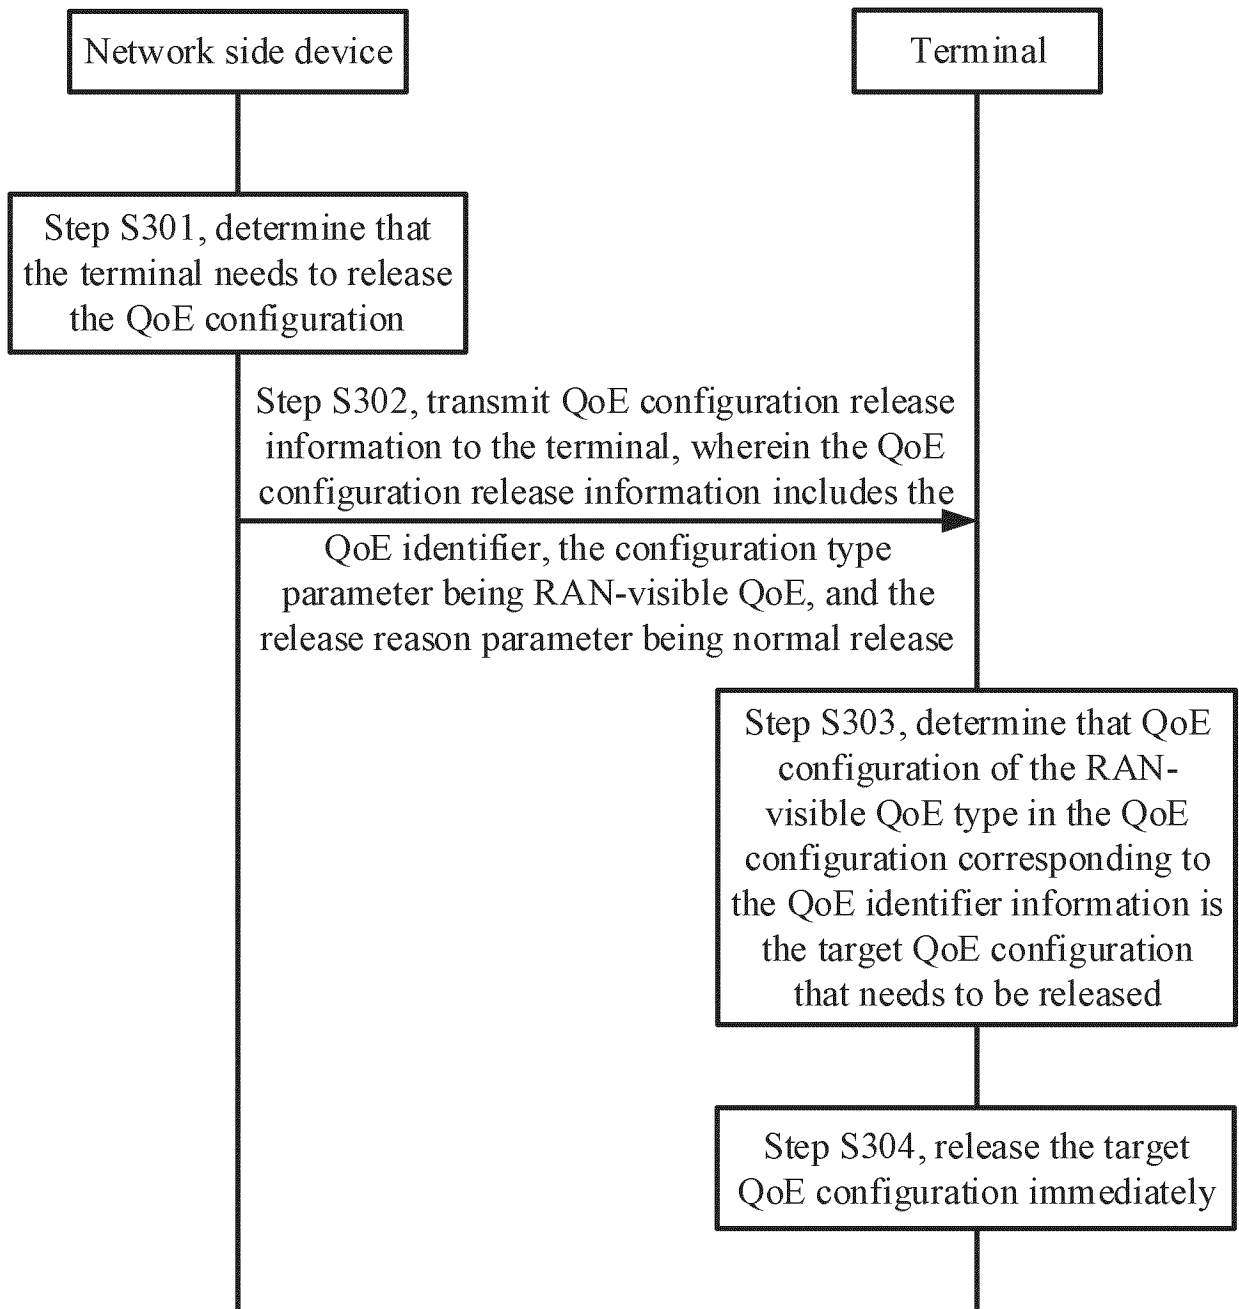 Network side device
Terminal
Step S301, determine that
the terminal needs to release
the QoE configuration
Step S302, transmit QoE configuration release
information to the terminal, wherein the QoE
configuration release information includes the
QoE identifier, the configuration type
parameter being RAN-visible QoE, and the
release reason parameter being normal release
Step S303, determine that QoE
configuration of the RAN-
visible QoE type in the QoE
configuration corresponding to
the QoE identifier information is
the target QoE configuration
that needs to be released
Step S304, release the target
QoE configuration immediately